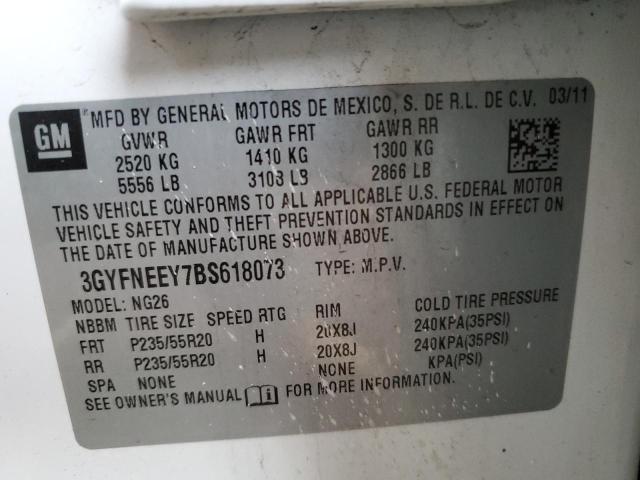 GM
MFD BY GENERAL MOTORS DE MEXICO, S. DE R.L. DE C.V. 03/11
GVWR GAWR FRT GAWR RR
2520 KG 1410 KG 1300 KG
5556 LB 3108 LB 2866 LB
THIS VEHICLE CONFORMS TO ALL APPLICABLE U.S. FEDERAL MOTOR
VEHICLE SAFETY AND THEFT PREVENTION STANDARDS IN EFFECT ON
THE DATE OF MANUFACTURE SHOWN ABOVE.
3GYFNEEY7BS618073 TYPE: M.P.V.
MODEL: NG26
NBBM TIRE SIZE SPEED RTG RIM COLD TIRE PRESSURE
FRT P235/55R20 H 20X8J 240KPA(35PSI)
RR P235/55R20 H 20X8J 240KPA(35PSI)
SPA NONE NONE KPA(PSI)
SEE OWNER'S MANUAL FOR MORE INFORMATION.